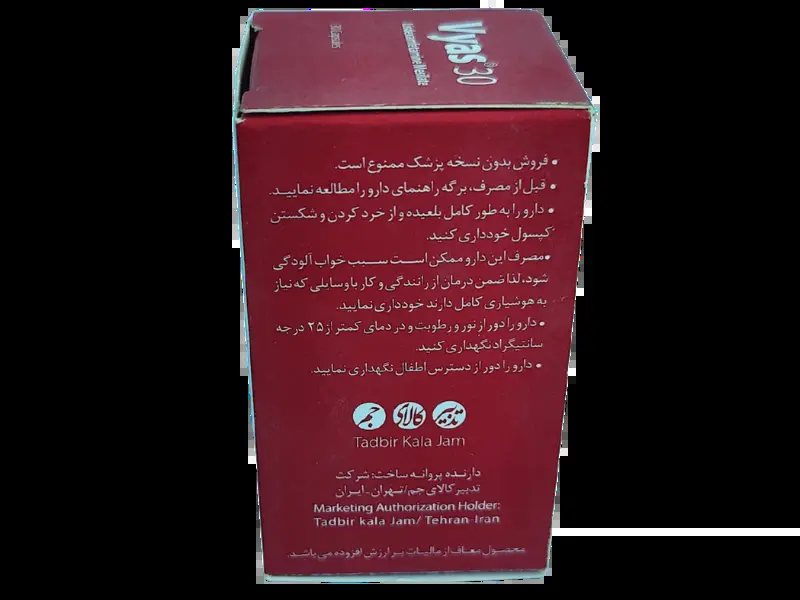 Vyas® 30
Lisdexamfetamine Mesilate
30 Capsules
• فروش بدون نسخه پزشک ممنوع است.
• قبل از مصرف، برگه راهنمای دارو را مطالعه نمایید.
• دارو را به طور کامل بلعیده و از خرد کردن و شکستن
کپسول خودداری کنید.
• مصرف این دارو ممکن است سبب خواب آلودگی
شود، لذا ضمن درمان از رانندگی و کار با وسایلی که نیاز
به هوشیاری کامل دارند خودداری نمایید.
• دارو را دور از نور و رطوبت و در دمای کمتر از ۲۵ درجه
سانتیگراد نگهداری کنید.
• دارو را دور از دسترس اطفال نگهداری نمایید.
تدبیر کالای جم
Tadbir Kala Jam
دارنده پروانه ساخت: شرکت
تدبیر کالای جم/ تهران - ایران
Marketing Authorization Holder:
Tadbir kala Jam/ Tehran-Iran
محصول معاف از مالیات بر ارزش افزوده می باشد.